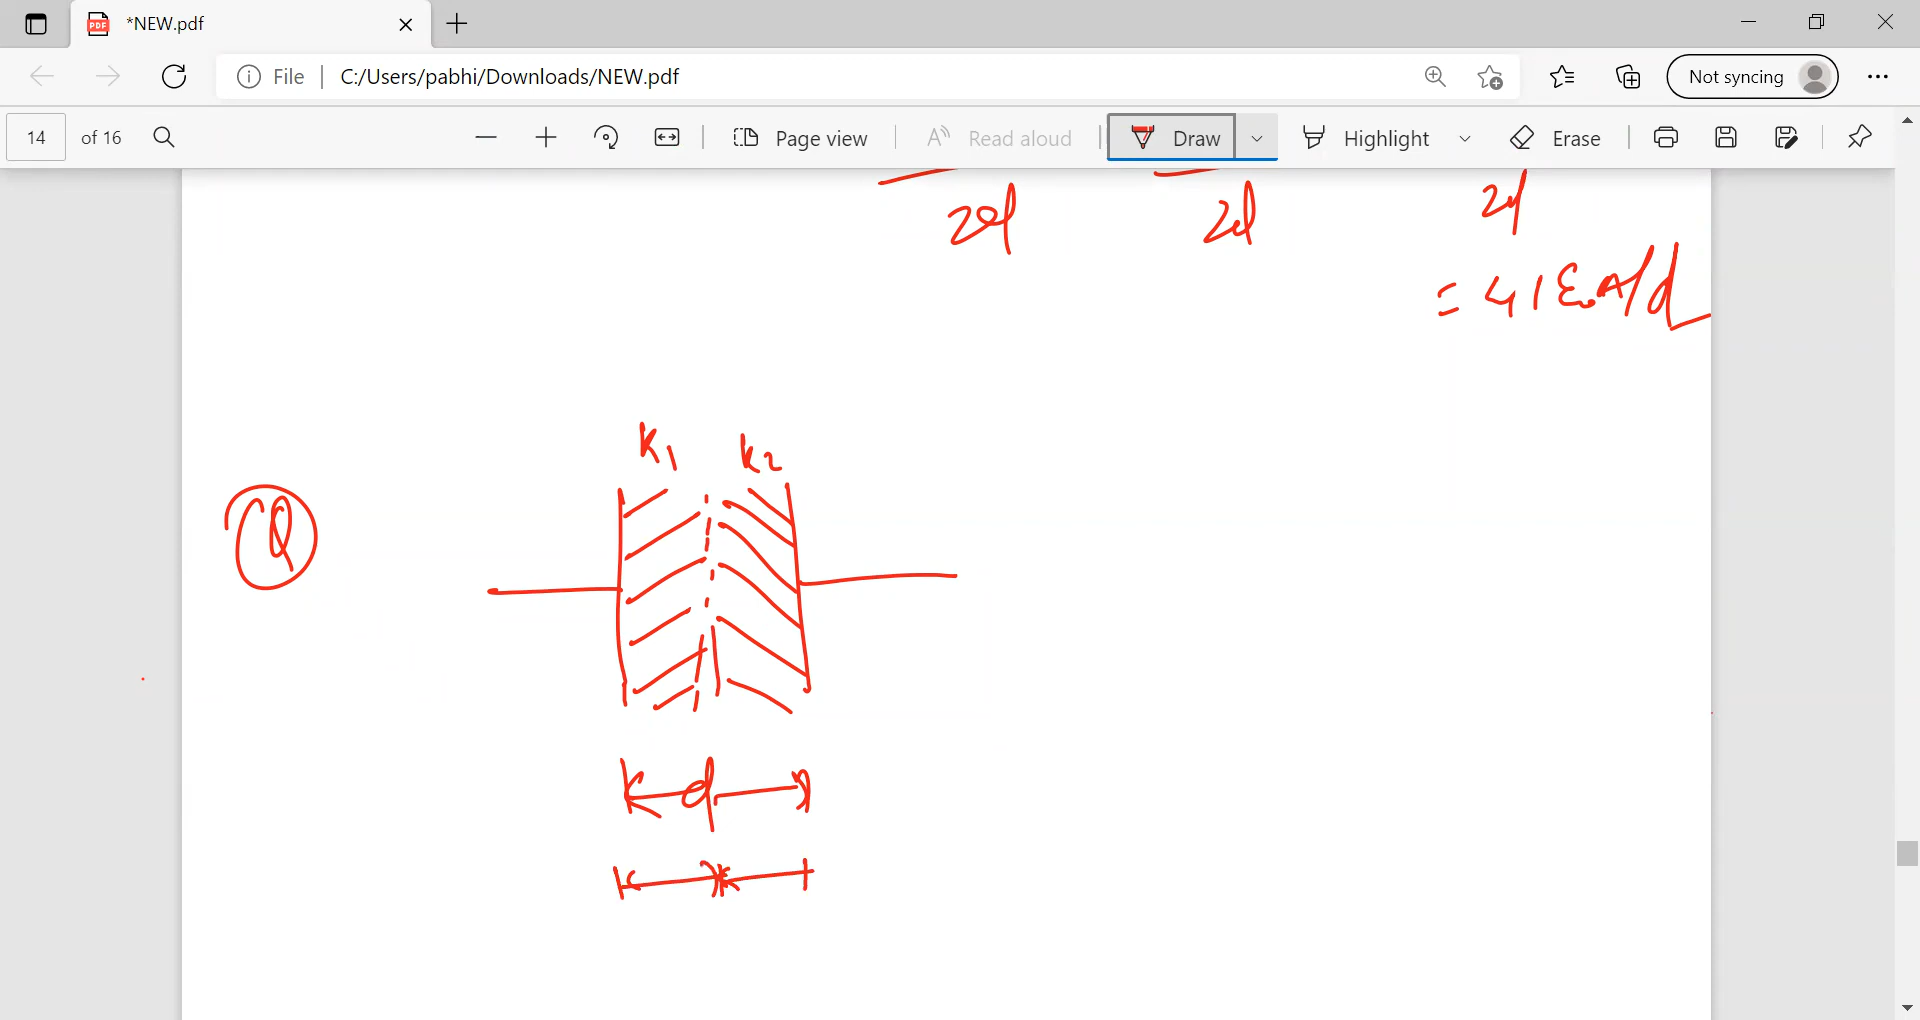 *NEW.pdf
File C:/Users/pabhi/Downloads/NEW.pdf Not syncing
14 of 16 Page view Read aloud Draw Highlight Erase
2d 2d 2d
= 41ε₀A/d
K₁ K₂
Q
d